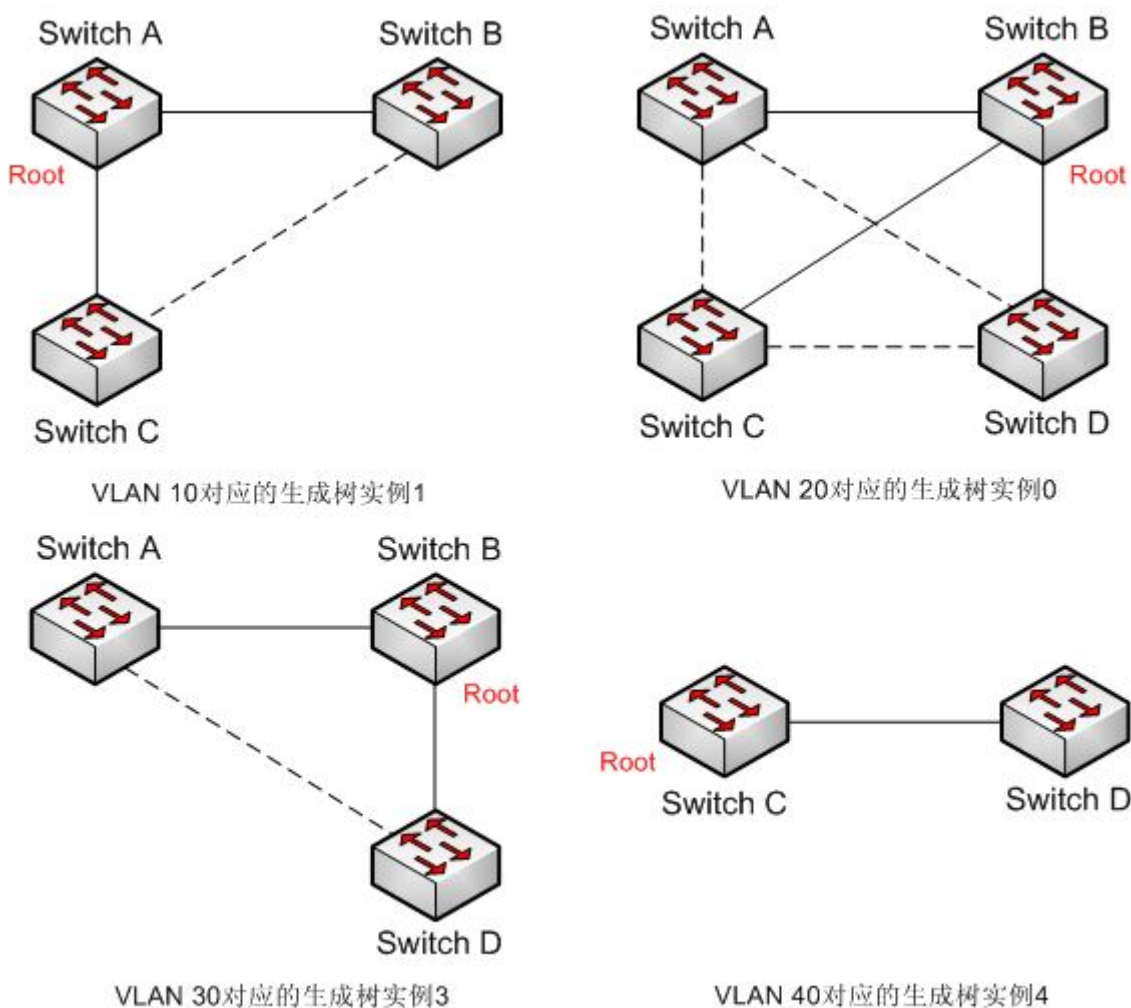 Switch A
Switch B
Root
Switch C
VLAN 10对应的生成树实例1
Switch A
Switch B
Root
Switch C
Switch D
VLAN 20对应的生成树实例0
Switch A
Switch B
Root
Switch D
VLAN 30对应的生成树实例3
Root
Switch C
Switch D
VLAN 40对应的生成树实例4